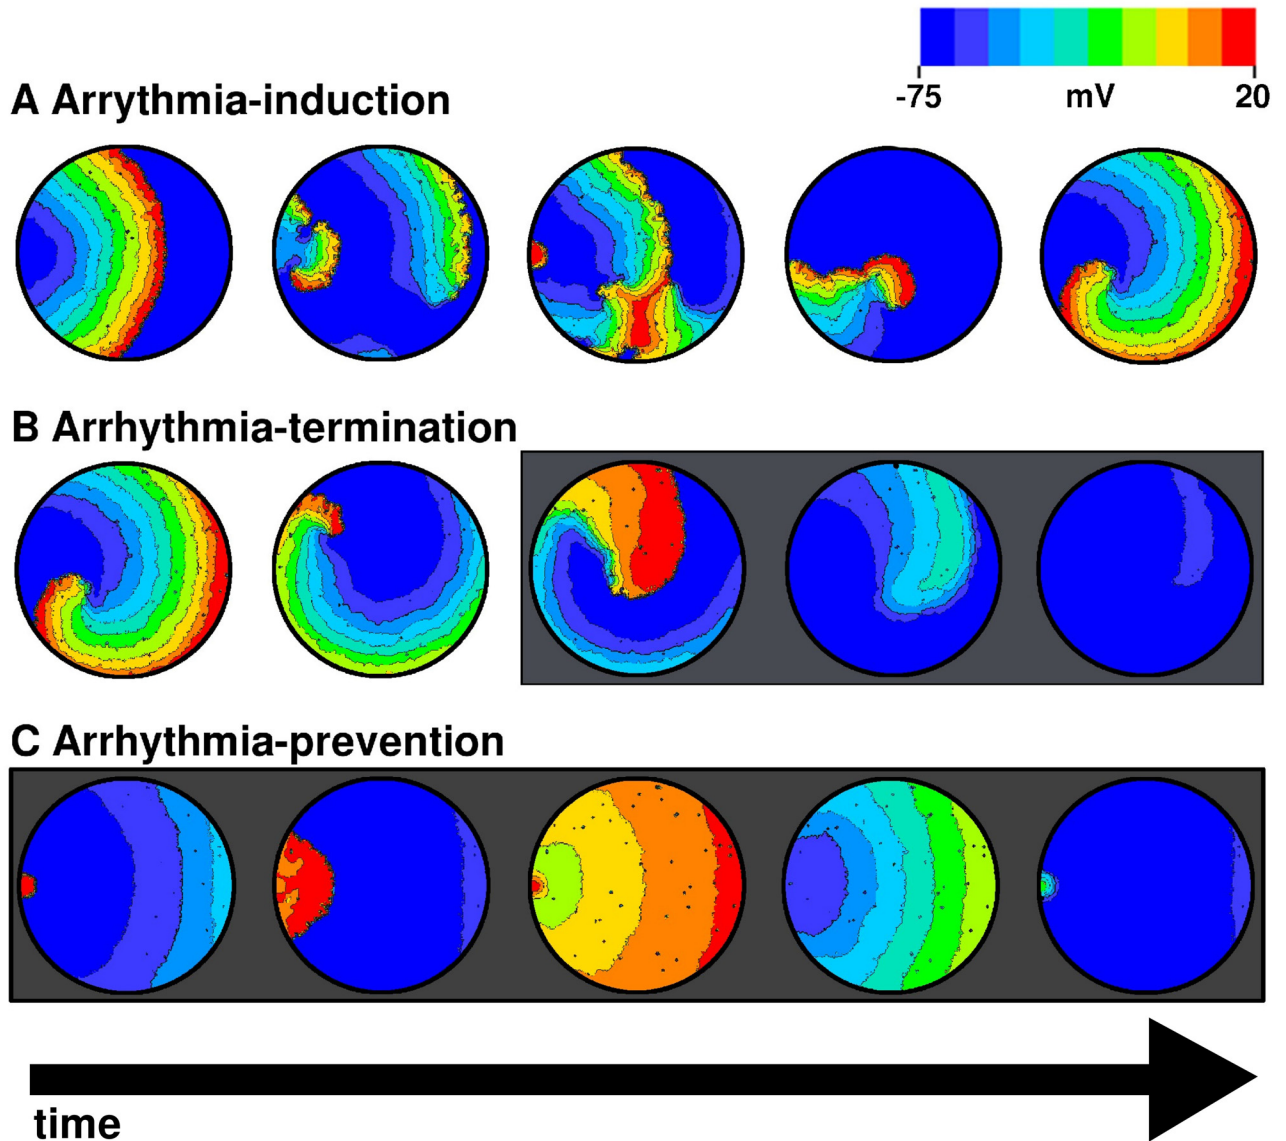 -75 mV 20
A Arrythmia-induction
B Arrhythmia-termination
C Arrhythmia-prevention
time